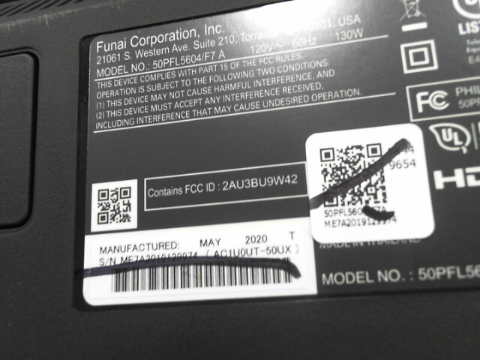 Funai Corporation, Inc.
21061 S. Western Ave. Suite 210, USA
MODEL NO.: 50PFL5604/F7 A 120V~ 60Hz 130W
THIS DEVICE COMPLIES WITH PART 15 OF THE FCC RULES.
OPERATION IS SUBJECT TO THE FOLLOWING TWO CONDITIONS:
(1) THIS DEVICE MAY NOT CAUSE HARMFUL INTERFERENCE, AND
(2) THIS DEVICE MUST ACCEPT ANY INTERFERENCE RECEIVED,
INCLUDING INTERFERENCE THAT MAY CAUSE UNDESIRED OPERATION.
UL
LIST
FC
PHIL
50PF
UL
HD
Contains FCC ID : 2AU3BU9W42
9654
ME7A2019129974
MANUFACTURED: MAY 2020 T
S/N ME7A2019129974 (AC1U0UT-50UX)
MADE IN THAILAND
MODEL NO.: 50PFL56